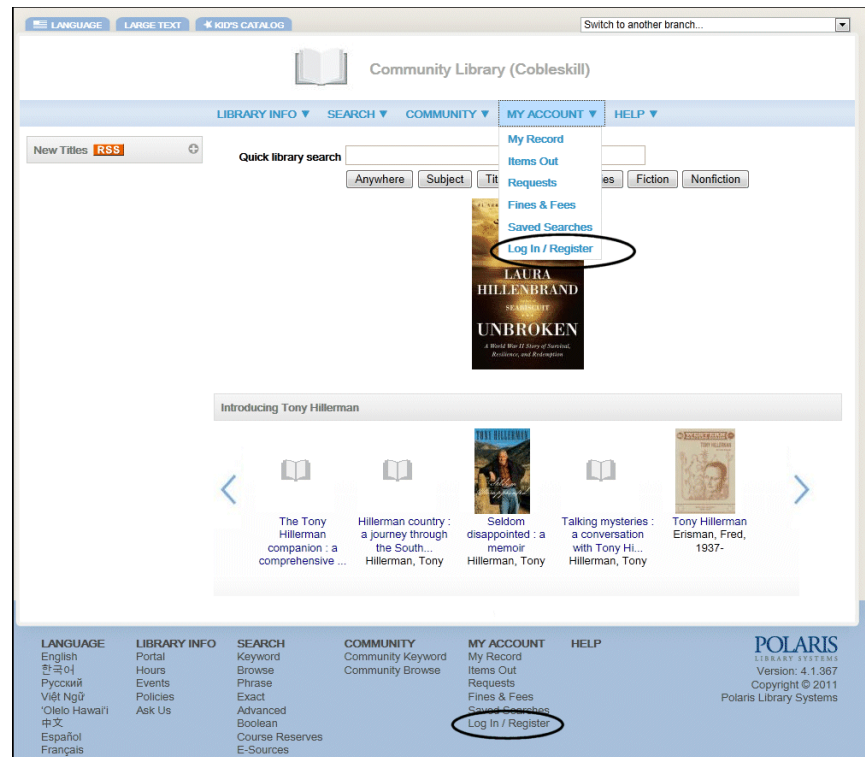 LANGUAGE LARGE TEXT KID'S CATALOG Switch to another branch...
Community Library (Cobleskill)
LIBRARY INFO ▼ SEARCH ▼ COMMUNITY ▼ MY ACCOUNT ▼ HELP ▼
New Titles RSS
Quick library search
My Record
Items Out
Requests
Fines & Fees
Saved Searches
Log In / Register
Anywhere Subject Fiction Nonfiction
LAURA
HILLENBRAND
SEABISCUIT
UNBROKEN
A World War II Story of Survival,
Resilience, and Redemption
Introducing Tony Hillerman
TONY HILLERMAN
The Tony
Hillerman
companion : a
comprehensive ...
Hillerman country :
a journey through
the South...
Hillerman, Tony
Seldom
disappointed : a
memoir
Hillerman, Tony
Talking mysteries :
a conversation
with Tony Hi...
Hillerman, Tony
Tony Hillerman
Erisman, Fred,
1937-
LANGUAGE
English
한국어
Русский
Việt Ngữ
'Olelo Hawai'i
中文
Español
Français
LIBRARY INFO
Portal
Hours
Events
Policies
Ask Us
SEARCH
Keyword
Browse
Phrase
Exact
Advanced
Boolean
Course Reserves
E-Sources
COMMUNITY
Community Keyword
Community Browse
MY ACCOUNT
My Record
Items Out
Requests
Fines & Fees
Saved Searches
Log In / Register
HELP
POLARIS
LIBRARY SYSTEMS
Version: 4.1.367
Copyright © 2011
Polaris Library Systems